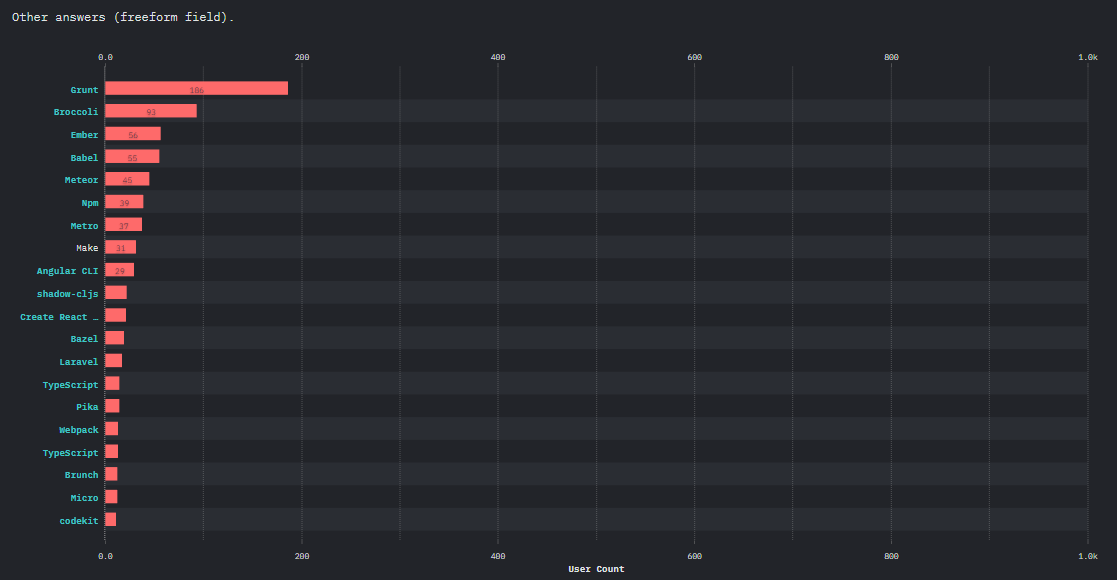 Other answers (freeform field).
0.0 200 400 600 800 1.0k
Grunt 186
Broccoli 93
Ember 56
Babel 55
Meteor 45
Npm 39
Metro 37
Make 31
Angular CLI 29
shadow-cljs
Create React …
Bazel
Laravel
TypeScript
Pika
Webpack
TypeScript
Brunch
Micro
codekit
0.0 200 400 600 800 1.0k
User Count